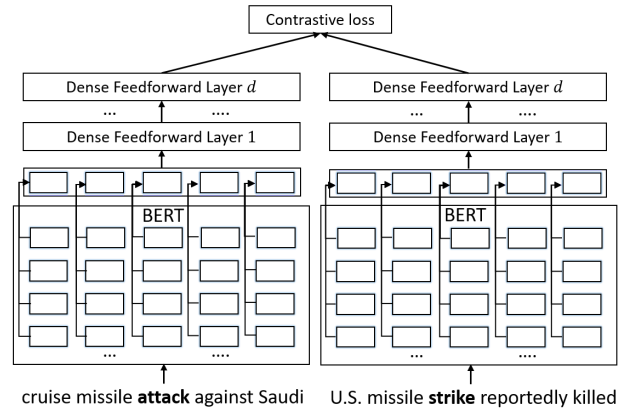 Contrastive loss
Dense Feedforward Layer d
Dense Feedforward Layer d
... ....
... ....
Dense Feedforward Layer 1
Dense Feedforward Layer 1
BERT
BERT
... ....
... ....
cruise missile attack against Saudi
U.S. missile strike reportedly killed